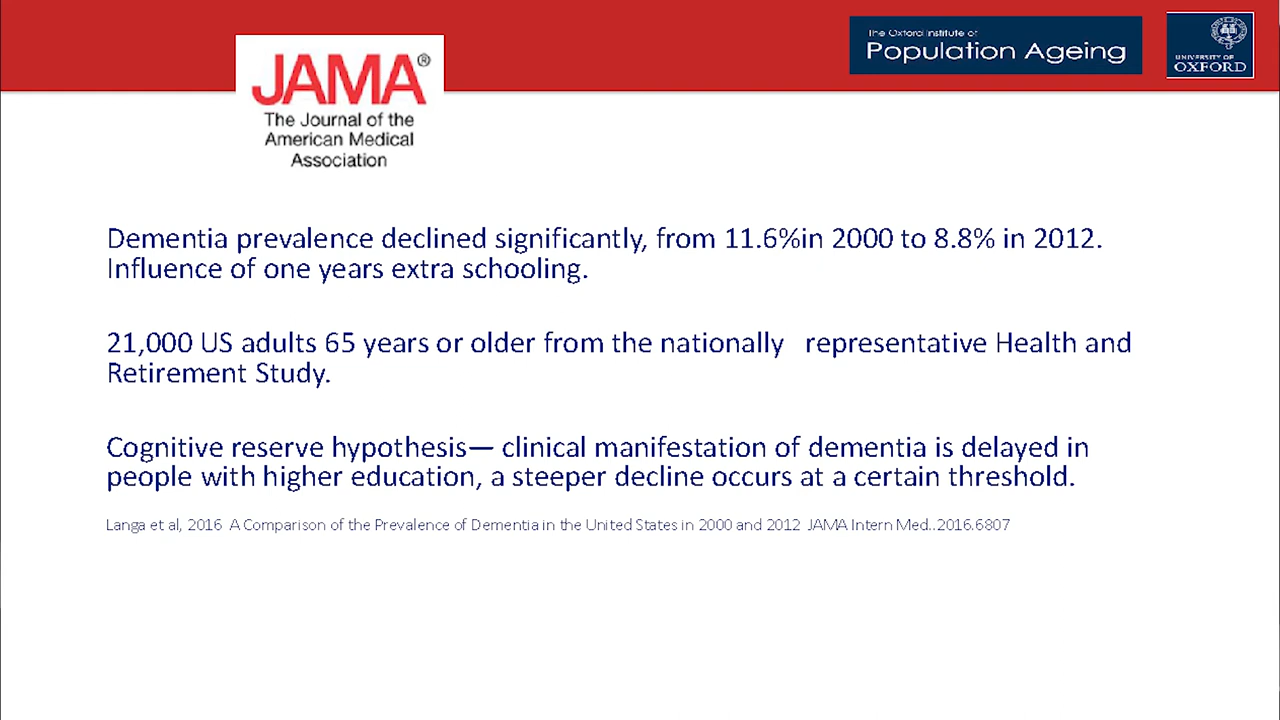 JAMA®
The Journal of the
American Medical
Association
The Oxford Institute of
Population Ageing
UNIVERSITY OF
OXFORD
Dementia prevalence declined significantly, from 11.6%in 2000 to 8.8% in 2012.
Influence of one years extra schooling.
21,000 US adults 65 years or older from the nationally representative Health and
Retirement Study.
Cognitive reserve hypothesis— clinical manifestation of dementia is delayed in
people with higher education, a steeper decline occurs at a certain threshold.
Langa et al, 2016 A Comparison of the Prevalence of Dementia in the United States in 2000 and 2012 JAMA Intern Med..2016.6807